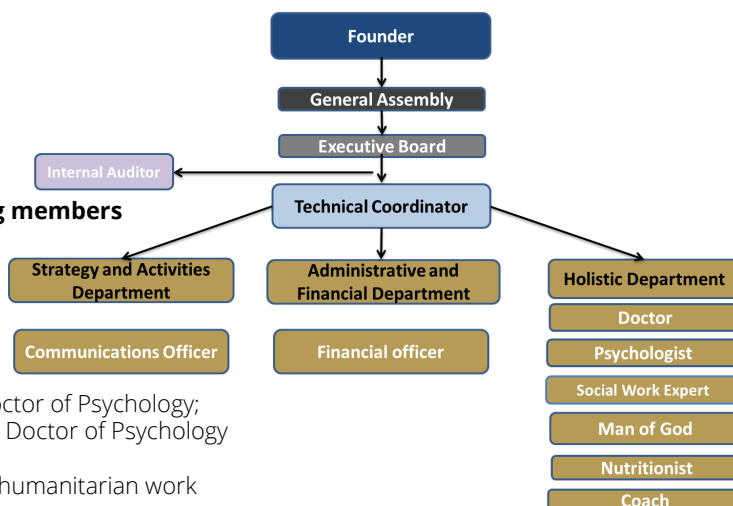 Founder
General Assembly
Executive Board
Internal Auditor
members
Technical Coordinator
Strategy and Activities
Department
Administrative and
Financial Department
Holistic Department
Doctor
Communications Officer
Financial officer
Psychologist
Social Work Expert
octor of Psychology;
Doctor of Psychology
Man of God
Nutritionist
humanitarian work
Coach